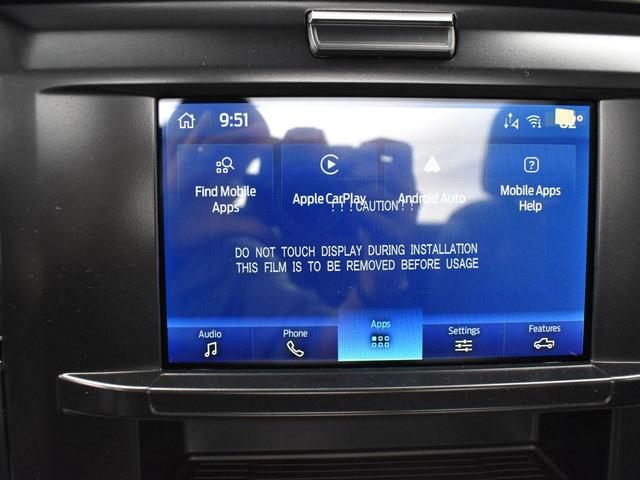 9:51
Find Mobile
Apps
Apple CarPlay
Android Auto
Mobile Apps
Help
!!!CAUTION!!
DO NOT TOUCH DISPLAY DURING INSTALLATION
THIS FILM IS TO BE REMOVED BEFORE USAGE
Audio
Phone
Apps
Settings
Features